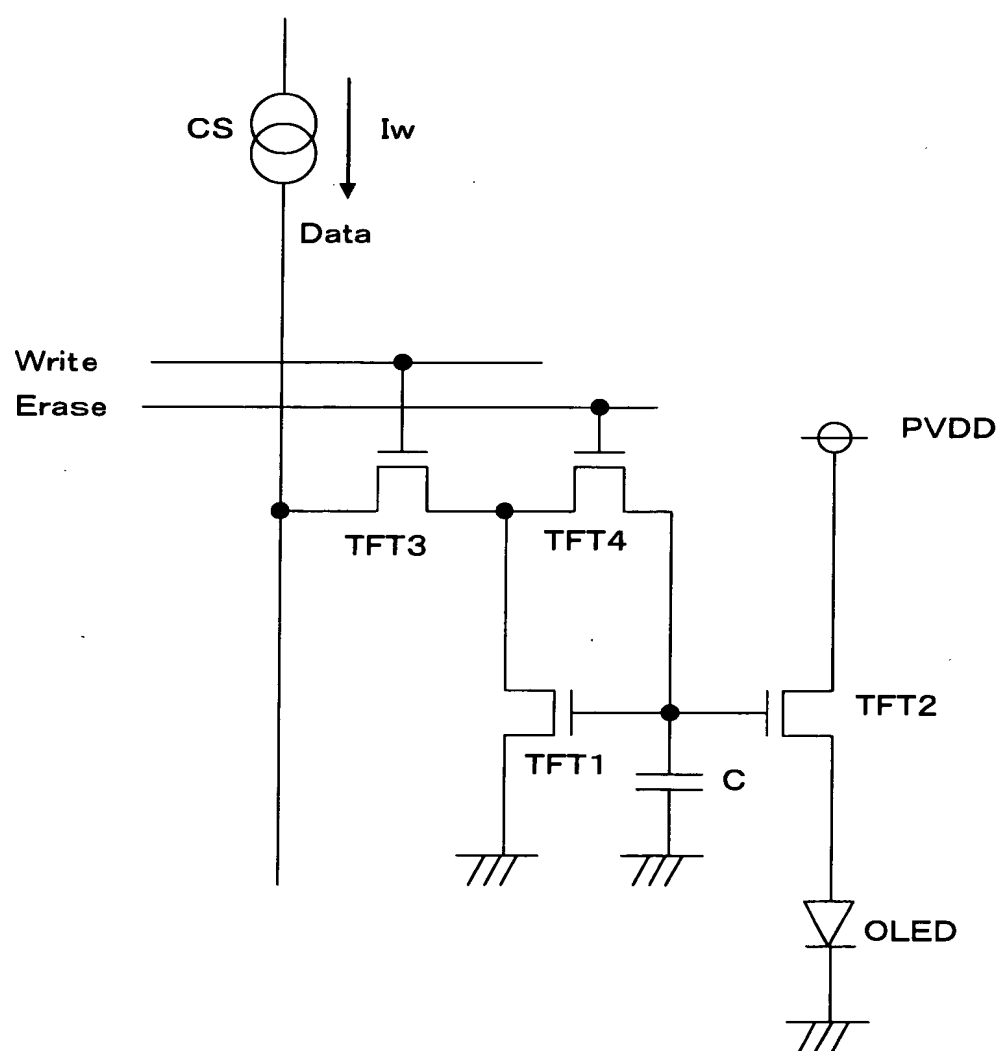 CS
Iw
Data
Write
Erase
PVDD
TFT3
TFT4
TFT2
TFT1
C
OLED